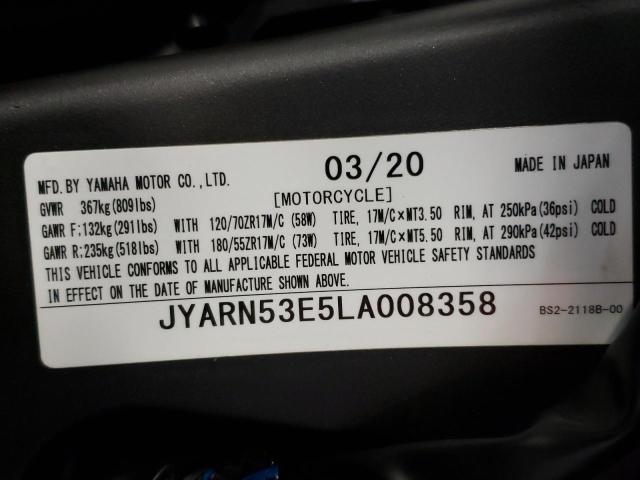 MFD. BY YAMAHA MOTOR CO., LTD. 03/20 MADE IN JAPAN
GVWR 367kg(809lbs) [MOTORCYCLE]
GAWR F:132kg(291lbs) WITH 120/70ZR17M/C(58W) TIRE, 17M/C×MT3.50 RIM, AT 250kPa(36psi) COLD
GAWR R:235kg(518lbs) WITH 180/55ZR17M/C(73W) TIRE, 17M/C×MT5.50 RIM, AT 290kPa(42psi) COLD
THIS VEHICLE CONFORMS TO ALL APPLICABLE FEDERAL MOTOR VEHICLE SAFETY STANDARDS
IN EFFECT ON THE DATE OF MANUFACTURE SHOWN ABOVE.
JYARN53E5LA008358 BS2-2118B-00